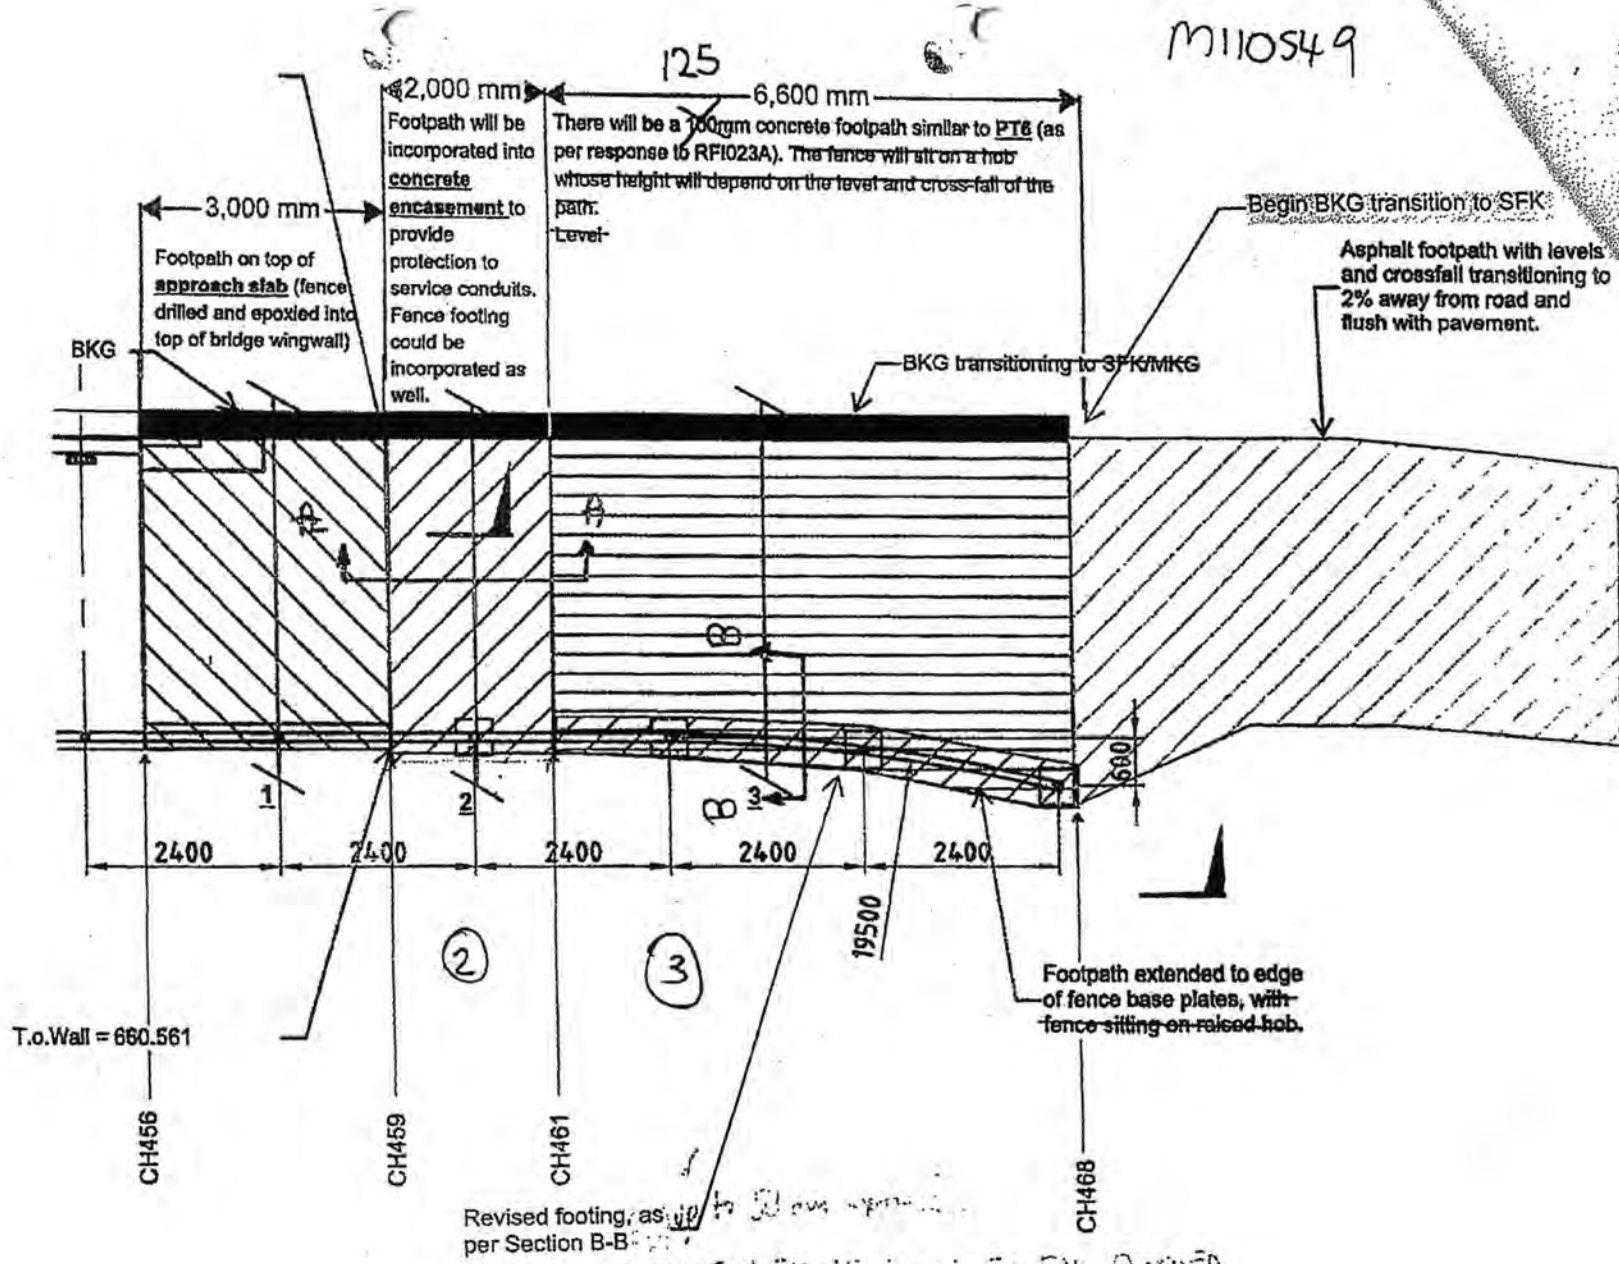 M110549
125
2,000 mm
6,600 mm
Footpath will be
incorporated into
concrete
encasement to
provide
protection to
service conduits.
Fence footing
could be
incorporated as
well.
There will be a 100mm concrete footpath similar to PT6 (as
per response to RFI023A). The fence will sit on a hob
whose height will depend on the level and cross-fall of the
path.
Level
3,000 mm
Footpath on top of
approach slab (fence
drilled and epoxied into
top of bridge wingwall)
BKG
Begin BKG transition to SFK
Asphalt footpath with levels
and crossfall transitioning to
2% away from road and
flush with pavement.
BKG transitioning to SFK/MKG
A
A
B
B
1
2
3
600
2400
2400
2400
2400
2400
19500
2
3
Footpath extended to edge
of fence base plates, with
fence sitting on raised hob.
T.o.Wall = 660.561
CH456
CH459
CH461
CH468
Revised footing, as up to 50 mm
per Section B-B